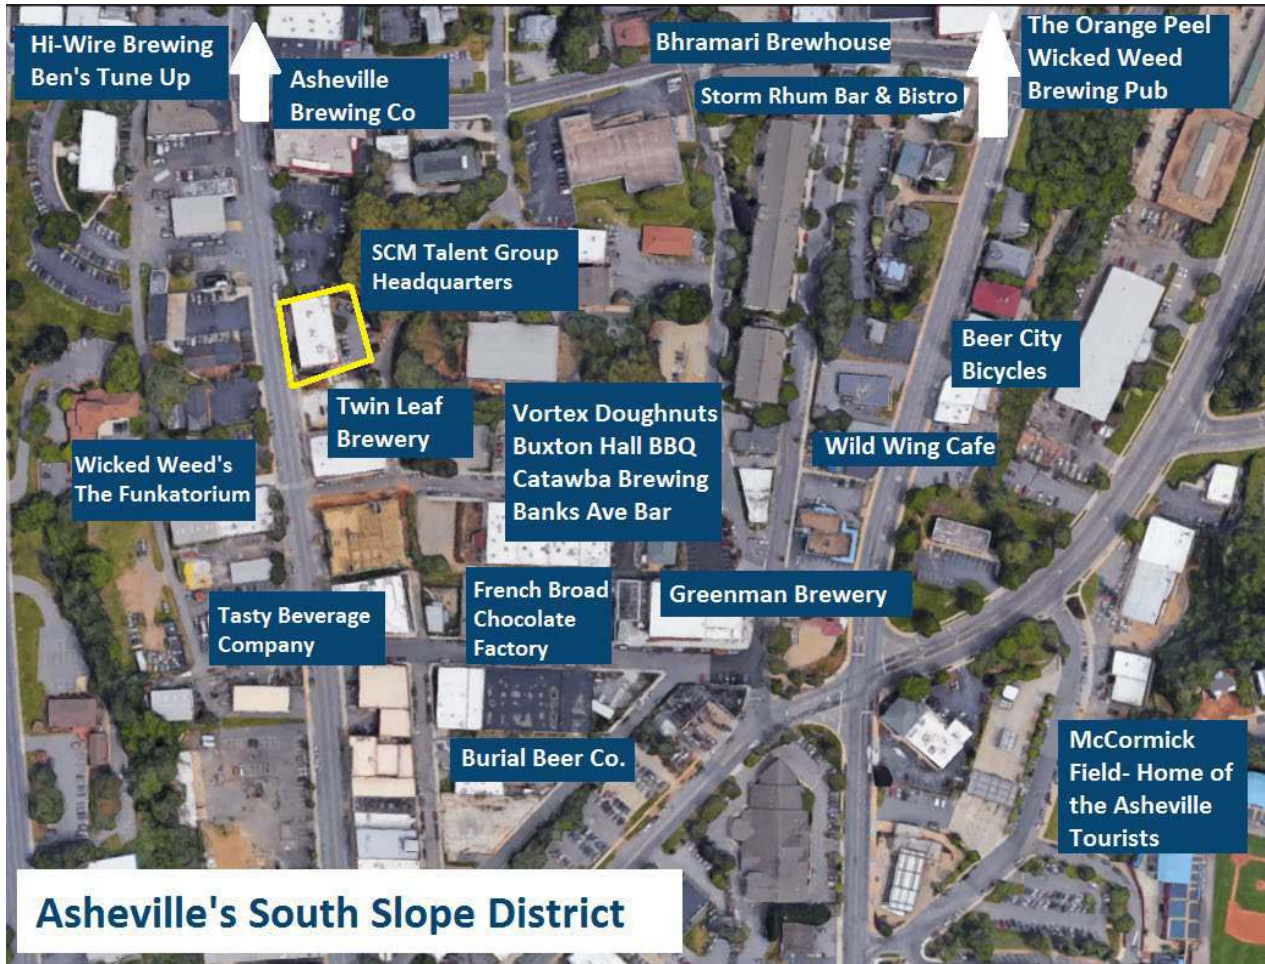 Hi-Wire Brewing
Ben's Tune Up
Asheville
Brewing Co
Bhramari Brewhouse
Storm Rhum Bar & Bistro
The Orange Peel
Wicked Weed
Brewing Pub
SCM Talent Group
Headquarters
Beer City
Bicycles
Twin Leaf
Brewery
Vortex Doughnuts
Buxton Hall BBQ
Catawba Brewing
Banks Ave Bar
Wild Wing Cafe
Wicked Weed's
The Funkatorium
Tasty Beverage
Company
French Broad
Chocolate
Factory
Greenman Brewery
Burial Beer Co.
McCormick
Field- Home of
the Asheville
Tourists
Asheville's South Slope District